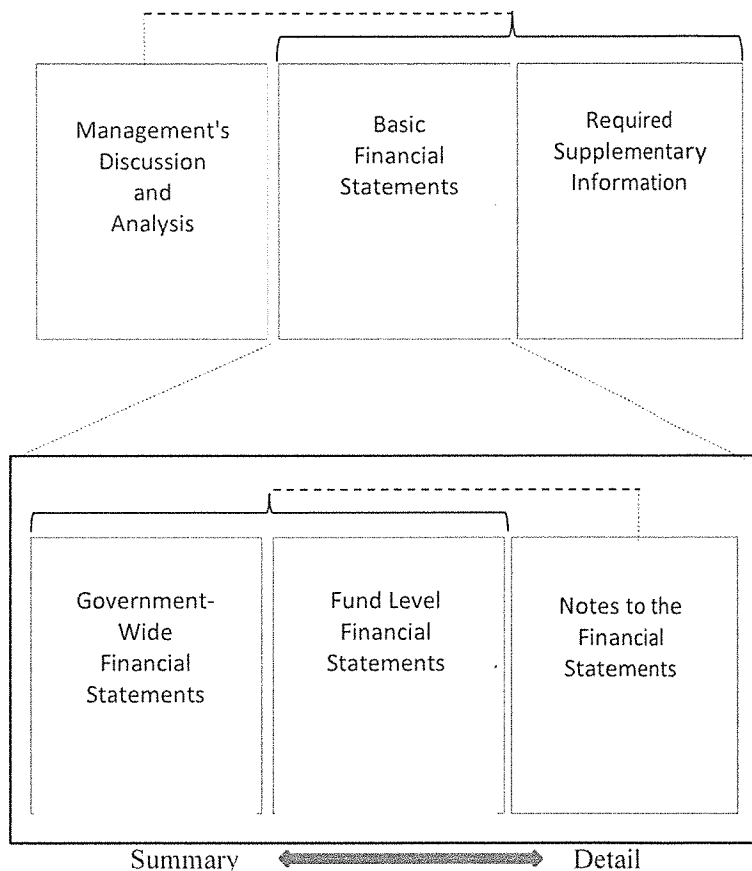 Management's
Discussion
and
Analysis
Basic
Financial
Statements
Required
Supplementary
Information
Government-
Wide
Financial
Statements
Fund Level
Financial
Statements
Notes to the
Financial
Statements
Summary
Detail